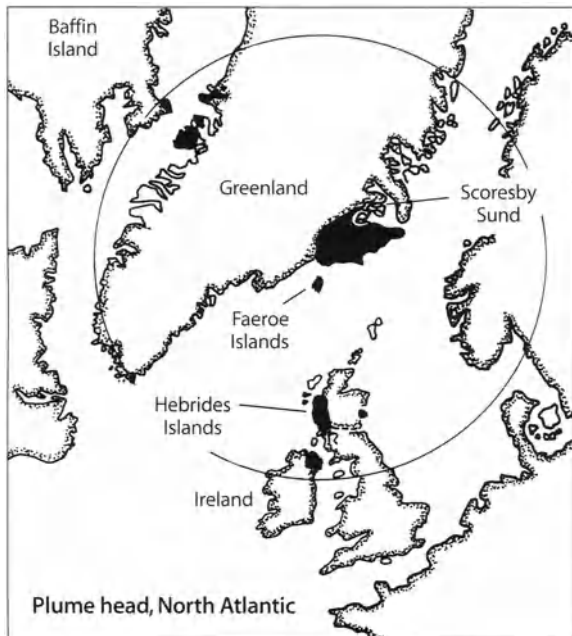 Baffin
Island
Greenland
Scoresby
Sund
Faeroe
Islands
Hebrides
Islands
Ireland
Plume head, North Atlantic